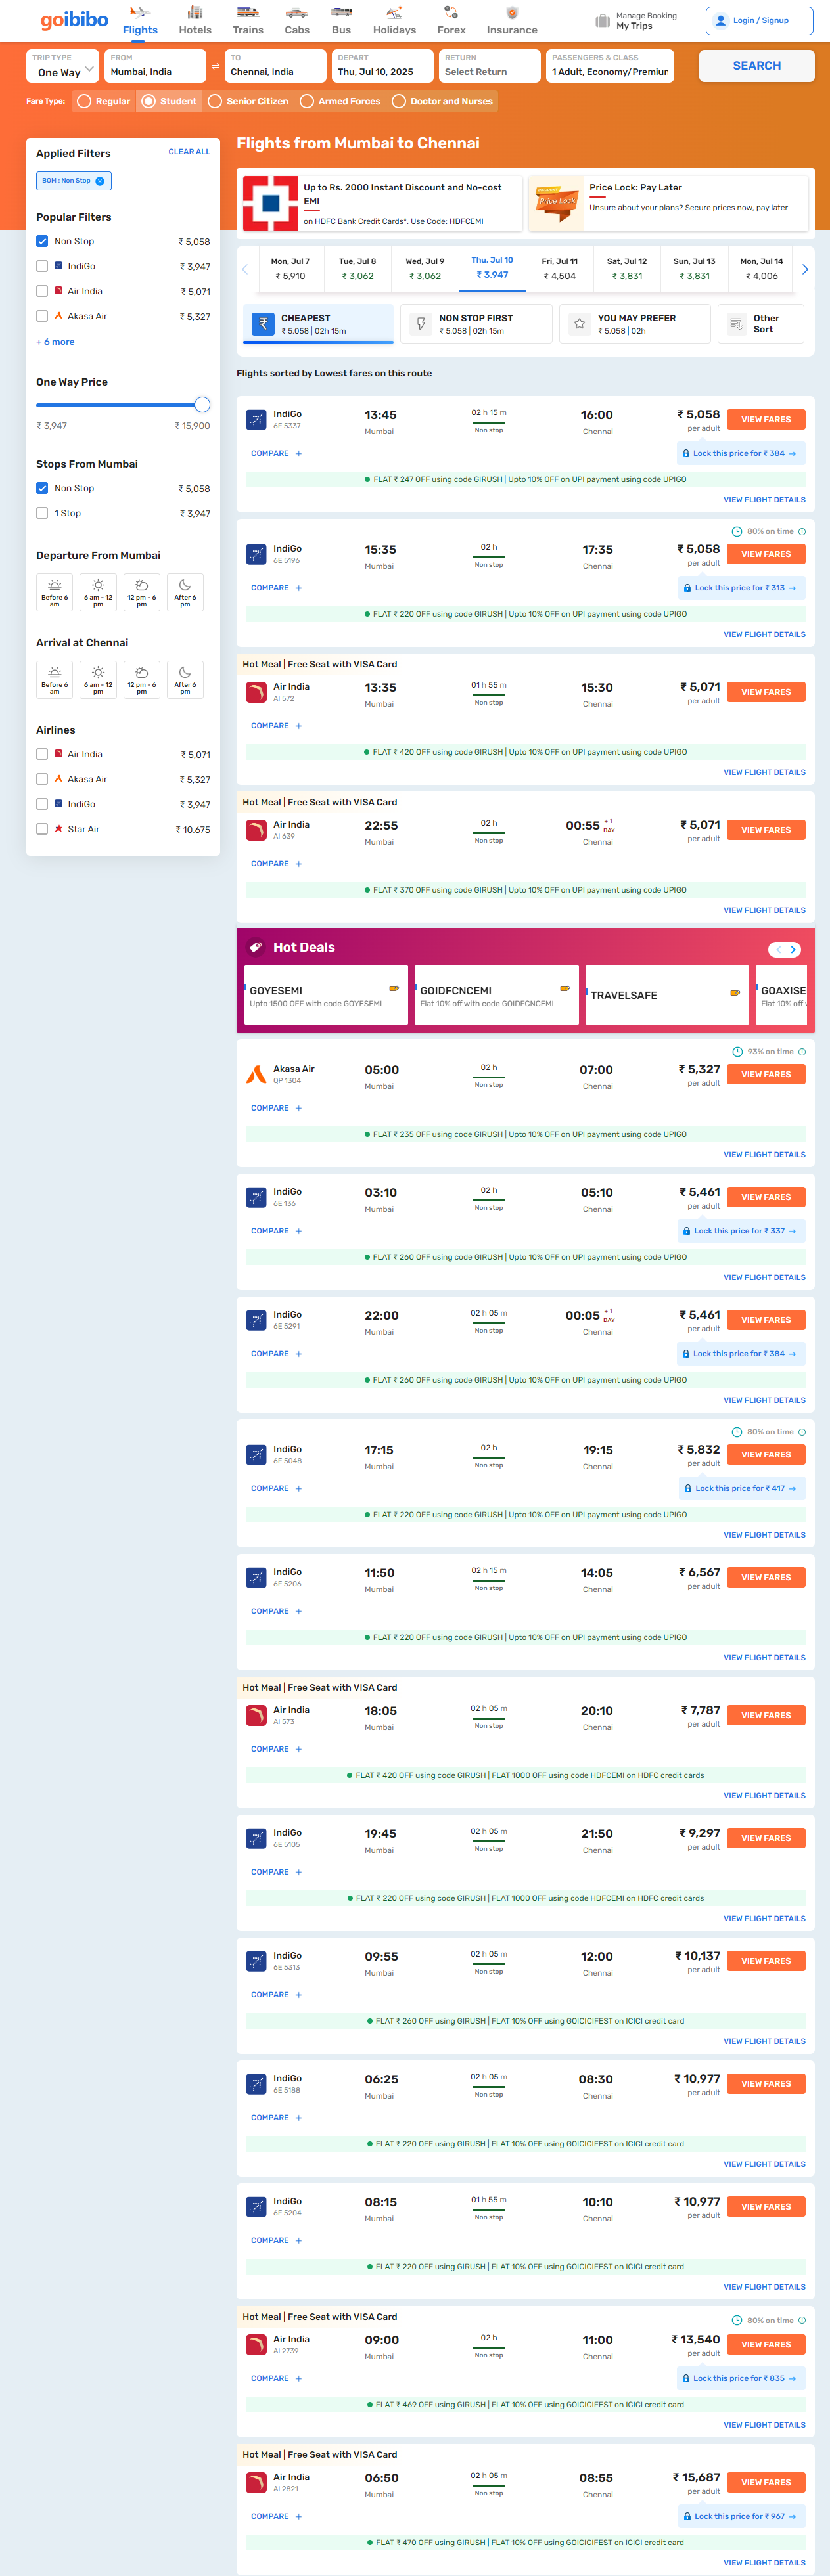 goibibo
Flights
Hotels
Trains
Cabs
Bus
Holidays
Forex
Insurance
Manage Booking
My Trips
Login / Signup
TRIP TYPE
One Way
FROM
Mumbai, India
TO
Chennai, India
DEPART
Thu, Jul 10, 2025
RETURN
Select Return
PASSENGERS & CLASS
1 Adult, Economy/Premium
SEARCH
Fare Type:
Regular
Student
Senior Citizen
Armed Forces
Doctor and Nurses
Applied Filters
CLEAR ALL
BOM : Non Stop
Popular Filters
Non Stop ₹ 5,058
IndiGo ₹ 3,947
Air India ₹ 5,071
Akasa Air ₹ 5,327
+ 6 more
One Way Price
₹ 3,947 ₹ 15,900
Stops From Mumbai
Non Stop ₹ 5,058
1 Stop ₹ 3,947
Departure From Mumbai
Before 6 am
6 am - 12 pm
12 pm - 6 pm
After 6 pm
Arrival at Chennai
Before 6 am
6 am - 12 pm
12 pm - 6 pm
After 6 pm
Airlines
Air India ₹ 5,071
Akasa Air ₹ 5,327
IndiGo ₹ 3,947
Star Air ₹ 10,675
Flights from Mumbai to Chennai
Up to Rs. 2000 Instant Discount and No-cost
EMI
on HDFC Bank Credit Cards*. Use Code: HDFCEMI
Price Lock
Price Lock: Pay Later
Unsure about your plans? Secure prices now, pay later
Mon, Jul 7 ₹ 5,910
Tue, Jul 8 ₹ 3,062
Wed, Jul 9 ₹ 3,062
Thu, Jul 10 ₹ 3,947
Fri, Jul 11 ₹ 4,504
Sat, Jul 12 ₹ 3,831
Sun, Jul 13 ₹ 3,831
Mon, Jul 14 ₹ 4,006
CHEAPEST
₹ 5,058 | 02h 15m
NON STOP FIRST
₹ 5,058 | 02h 15m
YOU MAY PREFER
₹ 5,058 | 02h
Other
Sort
Flights sorted by Lowest fares on this route
IndiGo 13:45 02 h 15 m 16:00 ₹ 5,058 VIEW FARES
6E 5337 Mumbai Non stop Chennai per adult
COMPARE + Lock this price for ₹ 384 →
FLAT ₹ 247 OFF using code GIRUSH | Upto 10% OFF on UPI payment using code UPIGO
VIEW FLIGHT DETAILS
80% on time
IndiGo 15:35 02 h 17:35 ₹ 5,058 VIEW FARES
6E 5196 Mumbai Non stop Chennai per adult
COMPARE + Lock this price for ₹ 313 →
FLAT ₹ 220 OFF using code GIRUSH | Upto 10% OFF on UPI payment using code UPIGO
VIEW FLIGHT DETAILS
Hot Meal | Free Seat with VISA Card
Air India 13:35 01 h 55 m 15:30 ₹ 5,071 VIEW FARES
AI 572 Mumbai Non stop Chennai per adult
COMPARE +
FLAT ₹ 420 OFF using code GIRUSH | Upto 10% OFF on UPI payment using code UPIGO
VIEW FLIGHT DETAILS
Hot Meal | Free Seat with VISA Card
Air India 22:55 02 h 00:55 +1 DAY ₹ 5,071 VIEW FARES
AI 639 Mumbai Non stop Chennai per adult
COMPARE +
FLAT ₹ 370 OFF using code GIRUSH | Upto 10% OFF on UPI payment using code UPIGO
VIEW FLIGHT DETAILS
Hot Deals
GOYESEMI
Upto 1500 OFF with code GOYESEMI
GOIDFCNCEMI
Flat 10% off with code GOIDFCNCEMI
TRAVELSAFE
GOAXISE
Flat 10% off
93% on time
Akasa Air 05:00 02 h 07:00 ₹ 5,327 VIEW FARES
QP 1304 Mumbai Non stop Chennai per adult
COMPARE +
FLAT ₹ 235 OFF using code GIRUSH | Upto 10% OFF on UPI payment using code UPIGO
VIEW FLIGHT DETAILS
IndiGo 03:10 02 h 05:10 ₹ 5,461 VIEW FARES
6E 136 Mumbai Non stop Chennai per adult
COMPARE + Lock this price for ₹ 337 →
FLAT ₹ 260 OFF using code GIRUSH | Upto 10% OFF on UPI payment using code UPIGO
VIEW FLIGHT DETAILS
IndiGo 22:00 02 h 05 m 00:05 +1 DAY ₹ 5,461 VIEW FARES
6E 5291 Mumbai Non stop Chennai per adult
COMPARE + Lock this price for ₹ 384 →
FLAT ₹ 260 OFF using code GIRUSH | Upto 10% OFF on UPI payment using code UPIGO
VIEW FLIGHT DETAILS
80% on time
IndiGo 17:15 02 h 19:15 ₹ 5,832 VIEW FARES
6E 5048 Mumbai Non stop Chennai per adult
COMPARE + Lock this price for ₹ 417 →
FLAT ₹ 220 OFF using code GIRUSH | Upto 10% OFF on UPI payment using code UPIGO
VIEW FLIGHT DETAILS
IndiGo 11:50 02 h 15 m 14:05 ₹ 6,567 VIEW FARES
6E 5206 Mumbai Non stop Chennai per adult
COMPARE +
FLAT ₹ 220 OFF using code GIRUSH | Upto 10% OFF on UPI payment using code UPIGO
VIEW FLIGHT DETAILS
Hot Meal | Free Seat with VISA Card
Air India 18:05 02 h 05 m 20:10 ₹ 7,787 VIEW FARES
AI 573 Mumbai Non stop Chennai per adult
COMPARE +
FLAT ₹ 420 OFF using code GIRUSH | FLAT 1000 OFF using code HDFCEMI on HDFC credit cards
VIEW FLIGHT DETAILS
IndiGo 19:45 02 h 05 m 21:50 ₹ 9,297 VIEW FARES
6E 5105 Mumbai Non stop Chennai per adult
COMPARE +
FLAT ₹ 220 OFF using code GIRUSH | FLAT 1000 OFF using code HDFCEMI on HDFC credit cards
VIEW FLIGHT DETAILS
IndiGo 09:55 02 h 05 m 12:00 ₹ 10,137 VIEW FARES
6E 5313 Mumbai Non stop Chennai per adult
COMPARE +
FLAT ₹ 260 OFF using GIRUSH | FLAT 10% OFF using GOICICIFEST on ICICI credit card
VIEW FLIGHT DETAILS
IndiGo 06:25 02 h 05 m 08:30 ₹ 10,977 VIEW FARES
6E 5188 Mumbai Non stop Chennai per adult
COMPARE +
FLAT ₹ 220 OFF using GIRUSH | FLAT 10% OFF using GOICICIFEST on ICICI credit card
VIEW FLIGHT DETAILS
IndiGo 08:15 01 h 55 m 10:10 ₹ 10,977 VIEW FARES
6E 5204 Mumbai Non stop Chennai per adult
COMPARE +
FLAT ₹ 220 OFF using GIRUSH | FLAT 10% OFF using GOICICIFEST on ICICI credit card
VIEW FLIGHT DETAILS
Hot Meal | Free Seat with VISA Card 80% on time
Air India 09:00 02 h 11:00 ₹ 13,540 VIEW FARES
AI 2739 Mumbai Non stop Chennai per adult
COMPARE + Lock this price for ₹ 835 →
FLAT ₹ 469 OFF using GIRUSH | FLAT 10% OFF using GOICICIFEST on ICICI credit card
VIEW FLIGHT DETAILS
Hot Meal | Free Seat with VISA Card
Air India 06:50 02 h 05 m 08:55 ₹ 15,687 VIEW FARES
AI 2821 Mumbai Non stop Chennai per adult
COMPARE + Lock this price for ₹ 967 →
FLAT ₹ 470 OFF using GIRUSH | FLAT 10% OFF using GOICICIFEST on ICICI credit card
VIEW FLIGHT DETAILS